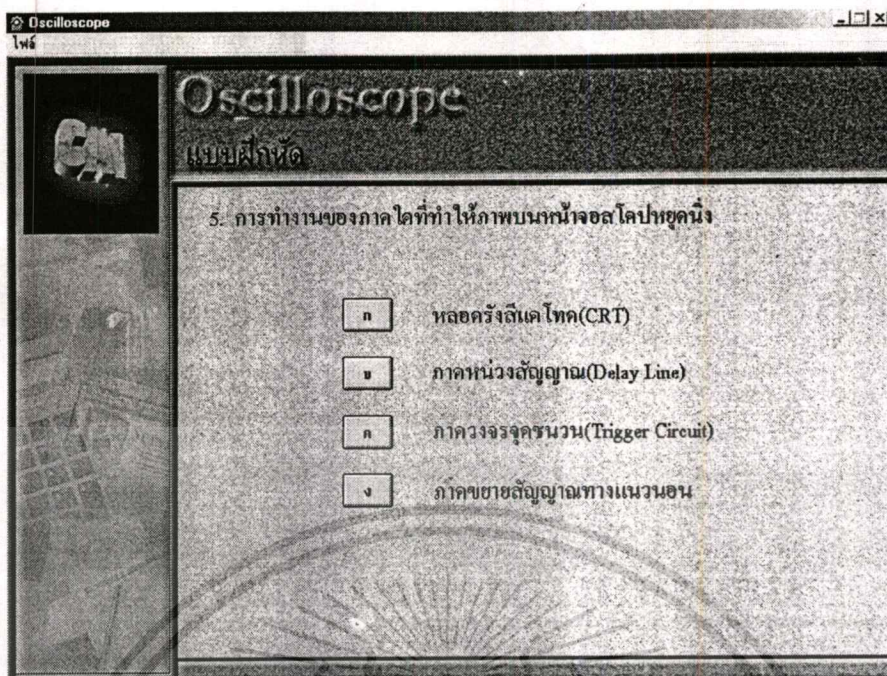 Oscilloscope
ไฟล์
Oscilloscope
แบบฝึกหัด
5. การทำงานของภาคใดที่ทำให้ภาพบนหน้าจอสโคปหยุดนิ่ง
ก หลอดรังสีแคโทด(CRT)
ข ภาคหน่วงสัญญาณ(Delay Line)
ค ภาควงจรจุดชนวน(Trigger Circuit)
ง ภาคขยายสัญญาณทางแนวนอน